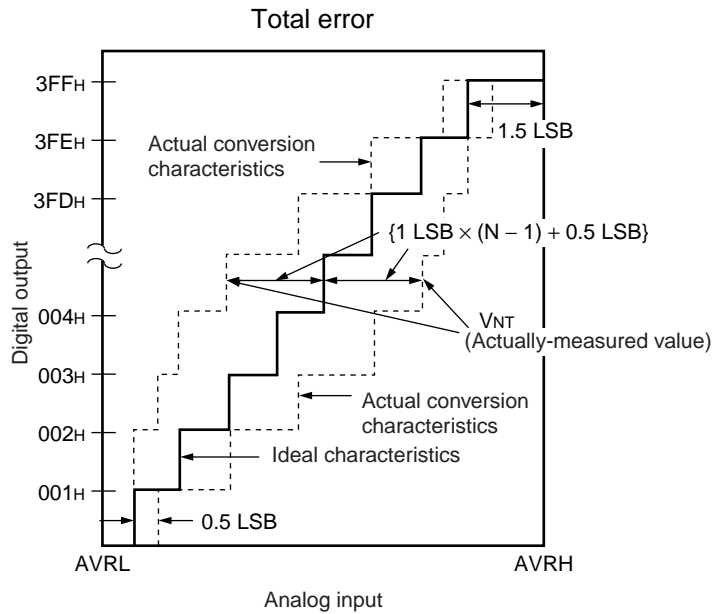 Total error
3FFH
3FEH
3FDH
004H
003H
002H
001H
Digital output
Actual conversion
characteristics
1.5 LSB
{1 LSB × (N − 1) + 0.5 LSB}
VNT
(Actually-measured value)
Actual conversion
characteristics
Ideal characteristics
0.5 LSB
AVRL
AVRH
Analog input